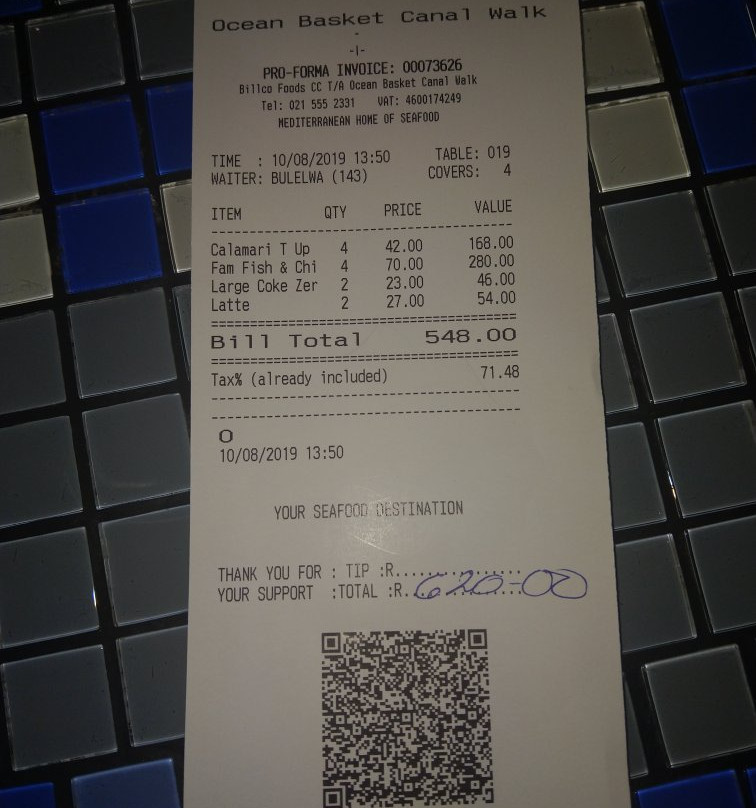 Ocean Basket Canal Walk
-
-|-
PRO-FORMA INVOICE: 00073626
Billco Foods CC T/A Ocean Basket Canal Walk
Tel: 021 555 2331 VAT: 4600174249
MEDITERRANEAN HOME OF SEAFOOD
TIME : 10/08/2019 13:50 TABLE: 019
WAITER: BULELWA (143) COVERS: 4
ITEM QTY PRICE VALUE
Calamari T Up 4 42.00 168.00
Fam Fish & Chi 4 70.00 280.00
Large Coke Zer 2 23.00 46.00
Latte 2 27.00 54.00
Bill Total 548.00
Tax% (already included) 71.48
O
10/08/2019 13:50
YOUR SEAFOOD DESTINATION
THANK YOU FOR : TIP :R..................
YOUR SUPPORT :TOTAL :R..620-00